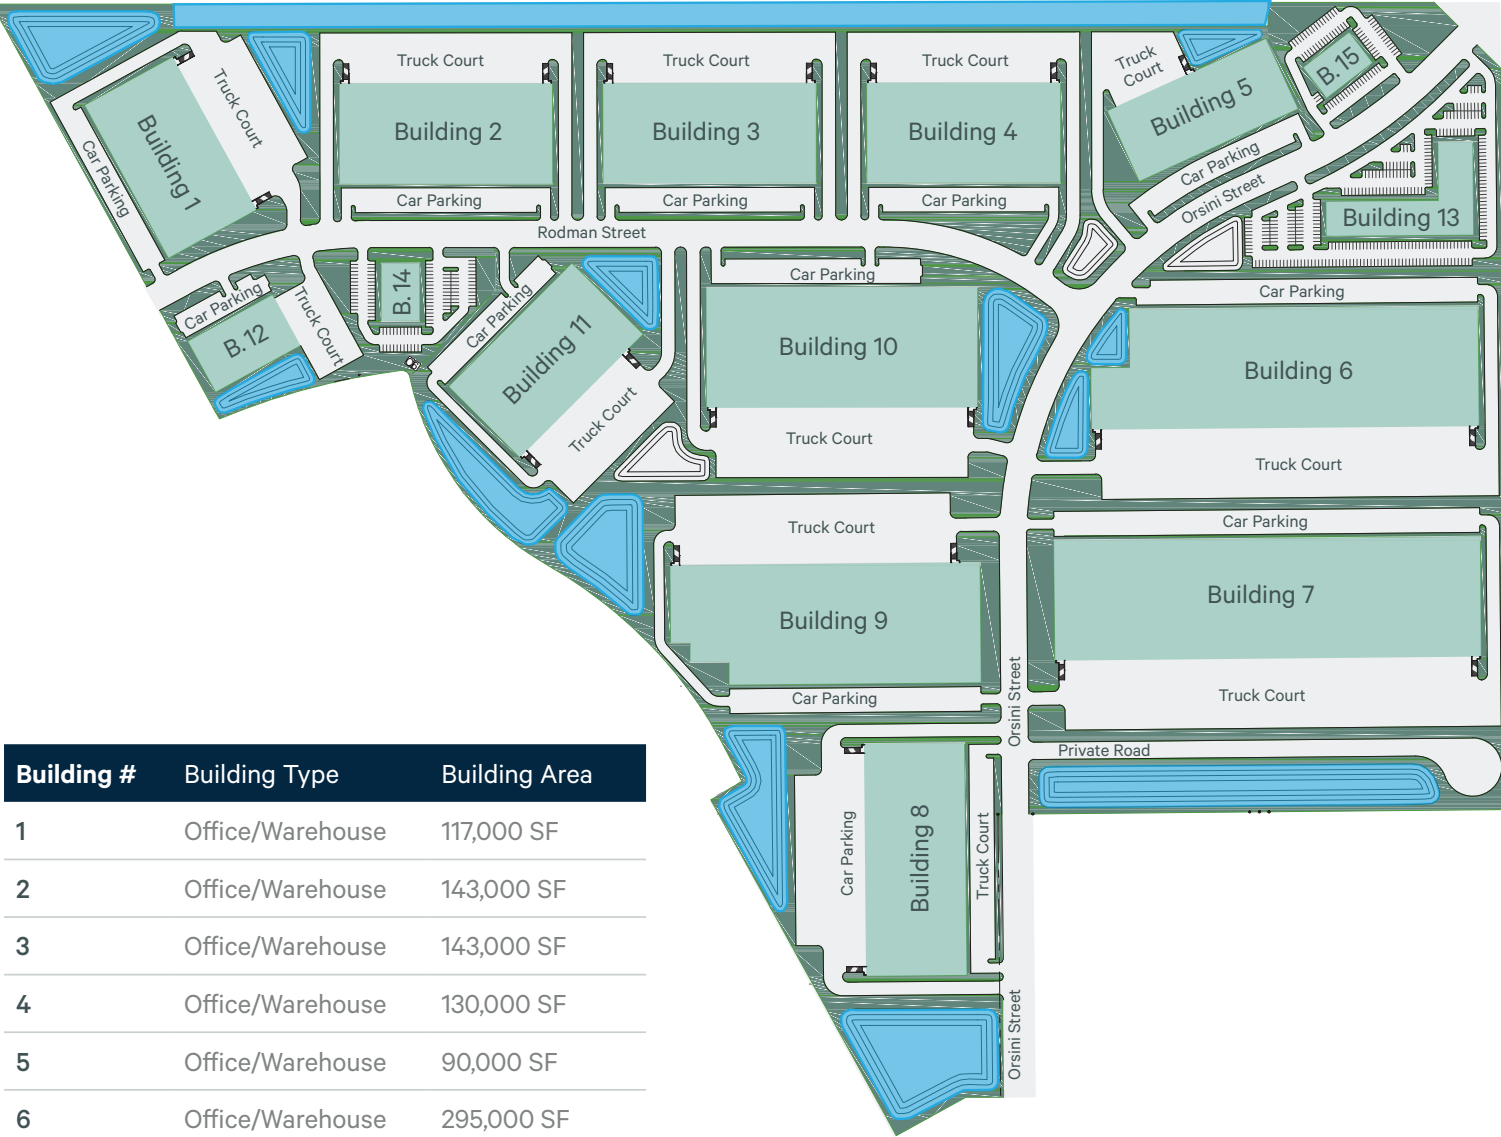 Truck Court
Building 1
Car Parking
Truck Court
Building 2
Car Parking
Truck Court
Building 3
Car Parking
Truck Court
Building 4
Car Parking
Truck
Court
Building 5
Car Parking
B. 15
Orsini Street
Building 13
Rodman Street
Car Parking
B. 12
Truck Court
B. 14
Car Parking
Building 11
Truck Court
Car Parking
Building 10
Truck Court
Car Parking
Building 6
Truck Court
Truck Court
Building 9
Car Parking
Car Parking
Building 7
Truck Court
Orsini Street
Private Road
Car Parking
Building 8
Truck Court
Orsini Street
Building # Building Type Building Area
1 Office/Warehouse 117,000 SF
2 Office/Warehouse 143,000 SF
3 Office/Warehouse 143,000 SF
4 Office/Warehouse 130,000 SF
5 Office/Warehouse 90,000 SF
6 Office/Warehouse 295,000 SF